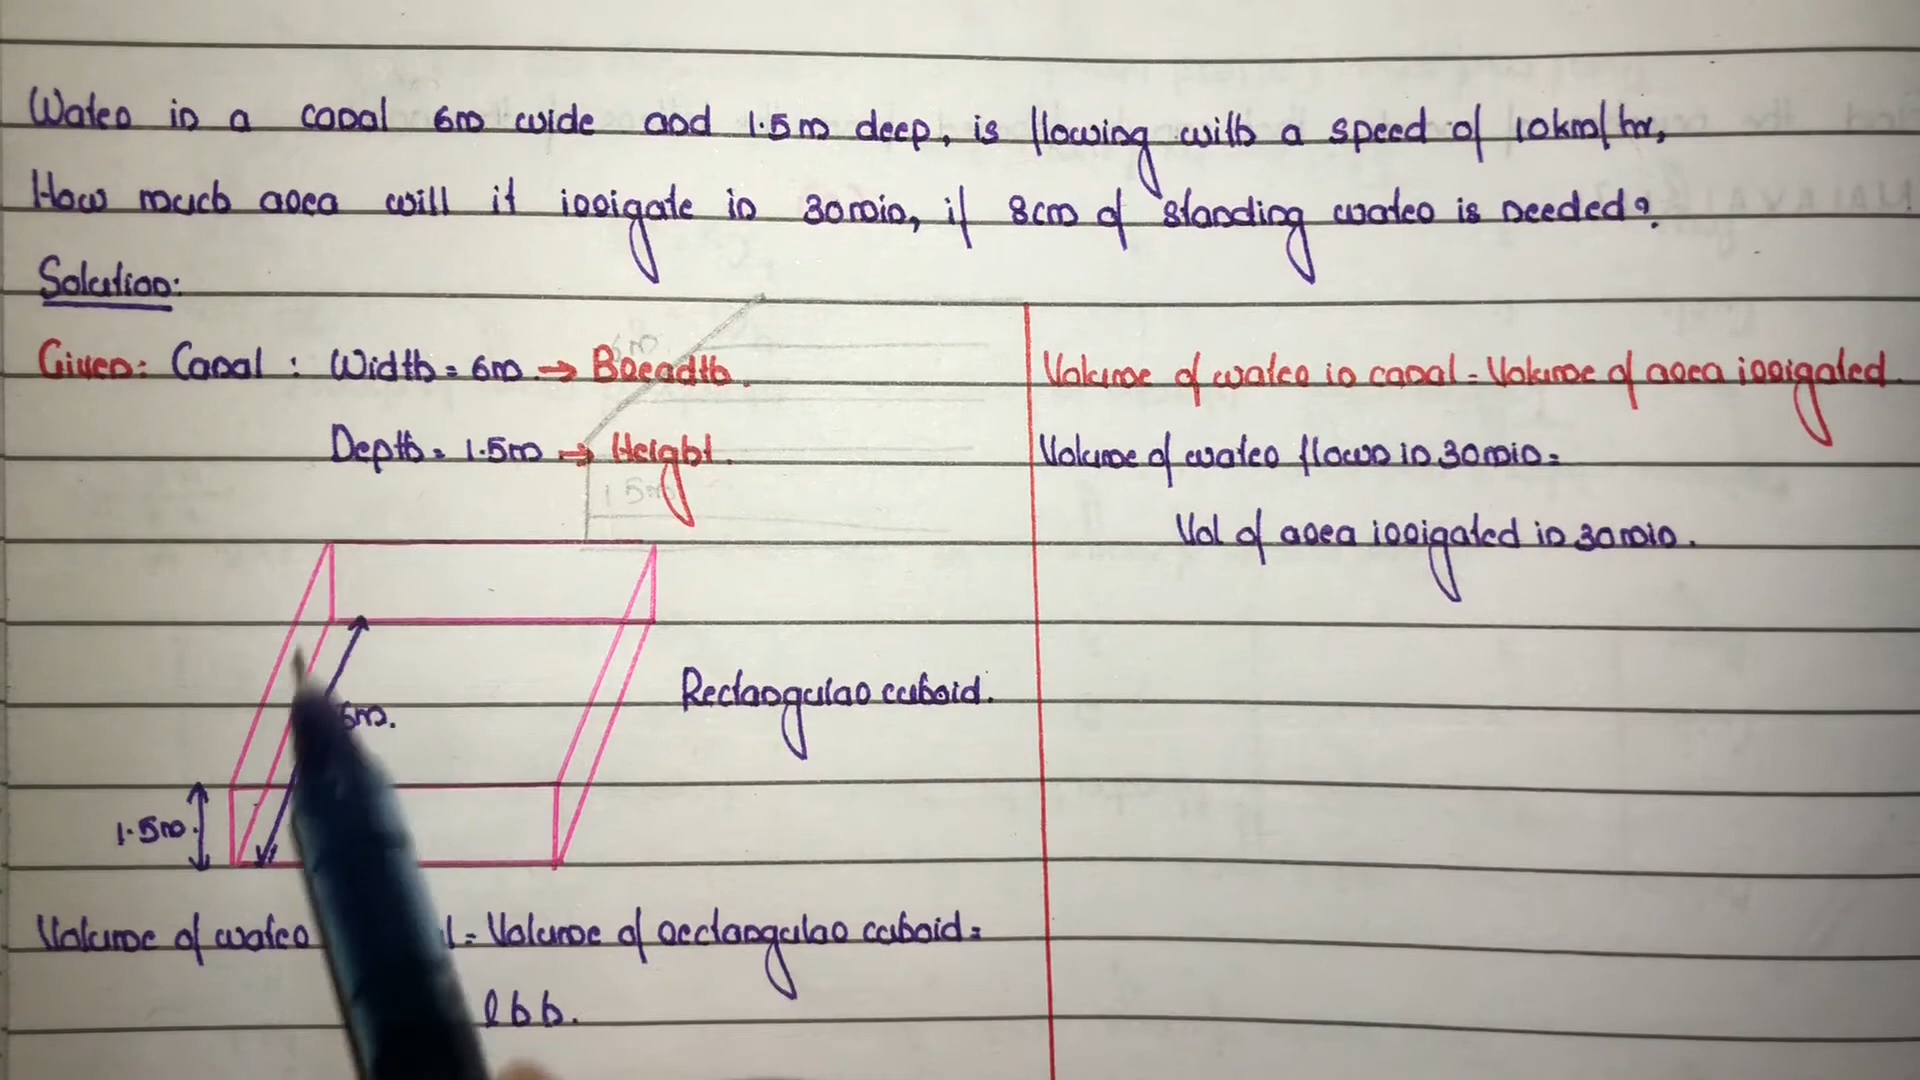 Water in a canal 6m wide and 1.5m deep, is flowing with a speed of 10km/hr,
How much area will it irrigate in 30min, if 8cm of standing water is needed?
Solution:
Given: Canal : Width = 6m → Breadth.
Depth = 1.5m → Height.
6m.
1.5m.
Rectangular cuboid.
Volume of water l = Volume of rectangular cuboid =
lbh.
Volume of water in canal = Volume of area irrigated.
Volume of water flown in 30min =
Vol of area irrigated in 30min.
6m
1.5m